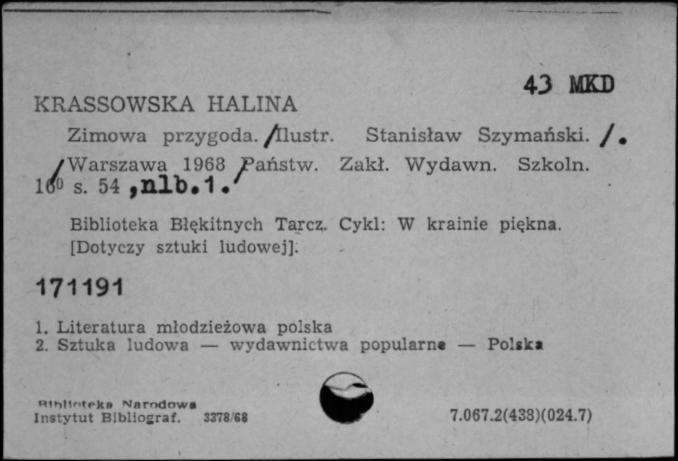 43 MKD
KRASSOWSKA HALINA
Zimowa przygoda. /Ilustr. Stanisław Szymański. /.
/Warszawa 1968 Państw. Zakł. Wydawn. Szkoln.
16⁰ s. 54 , nlb.1./
Biblioteka Błękitnych Tarcz. Cykl: W krainie piękna.
[Dotyczy sztuki ludowej].
171191
1. Literatura młodzieżowa polska
2. Sztuka ludowa — wydawnictwa popularne — Polska
Biblioteka Narodowa
Instytut Bibliograf. 3378/68
7.067.2(438)(024.7)